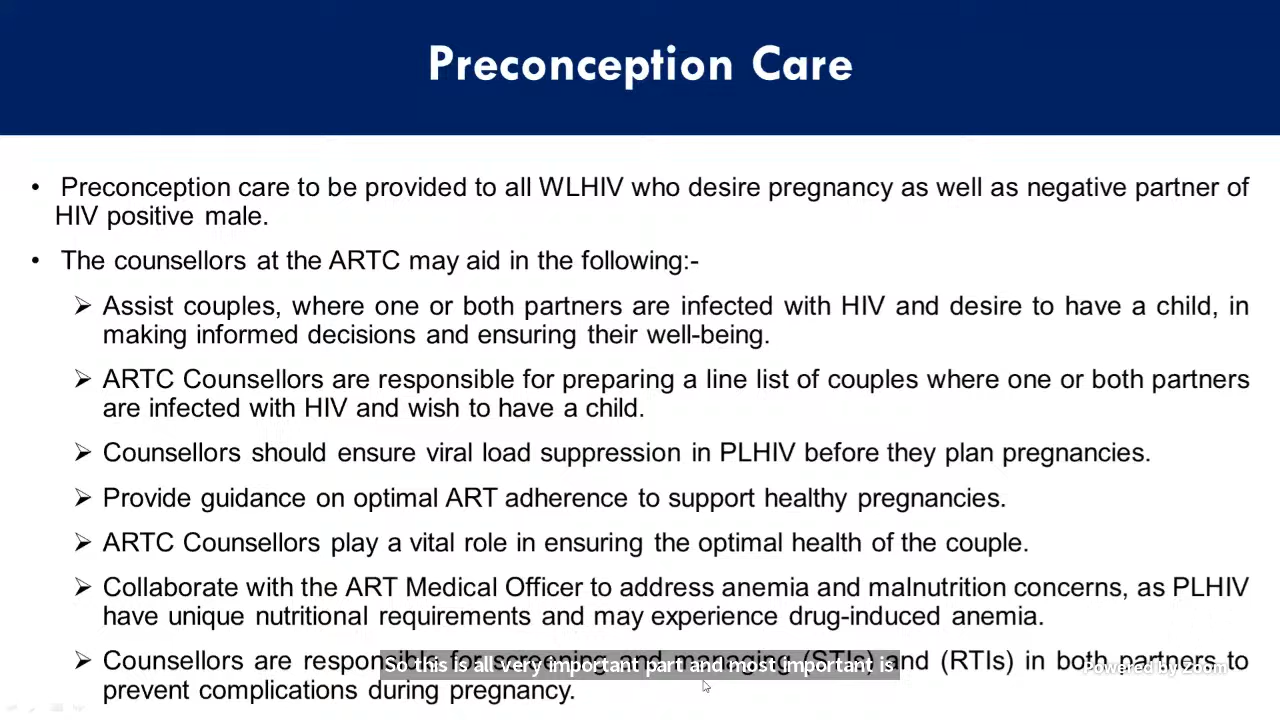 Preconception Care
• Preconception care to be provided to all WLHIV who desire pregnancy as well as negative partner of
HIV positive male.
• The counsellors at the ARTC may aid in the following:-
➢ Assist couples, where one or both partners are infected with HIV and desire to have a child, in
making informed decisions and ensuring their well-being.
➢ ARTC Counsellors are responsible for preparing a line list of couples where one or both partners
are infected with HIV and wish to have a child.
➢ Counsellors should ensure viral load suppression in PLHIV before they plan pregnancies.
➢ Provide guidance on optimal ART adherence to support healthy pregnancies.
➢ ARTC Counsellors play a vital role in ensuring the optimal health of the couple.
➢ Collaborate with the ART Medical Officer to address anemia and malnutrition concerns, as PLHIV
have unique nutritional requirements and may experience drug-induced anemia.
➢ Counsellors are responsible for screening and managing (STIs) and (RTIs) in both partners to
So this is all very important part and most important is
Powered by Zoom
prevent complications during pregnancy.